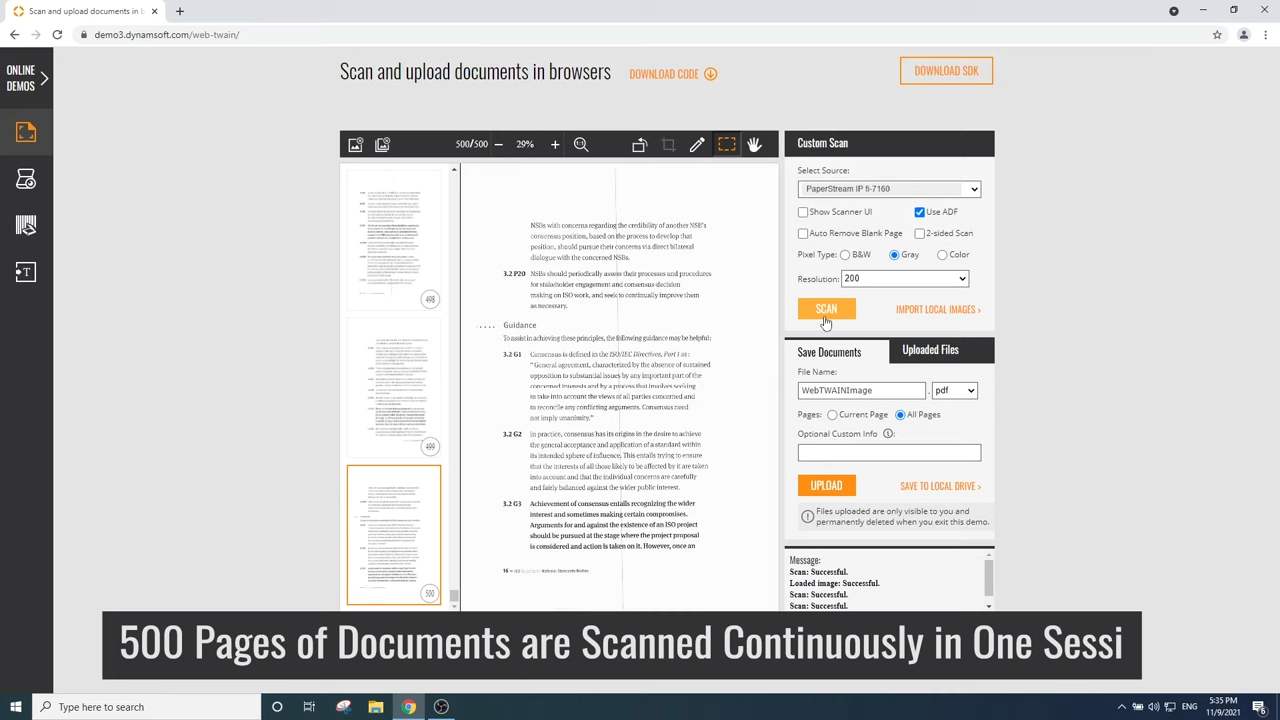 Scan and upload documents in b
demo3.dynamsoft.com/web-twain/
ONLINE
DEMOS
Scan and upload documents in browsers
DOWNLOAD CODE
DOWNLOAD SDK
500/500
29%
Custom Scan
Select Source:
PaperStream IP fi-7160
UI
Use ADF
Blank Page
2-sided Scan
Pixel Type:
B&W
Gray
Color
Resolution:
200
SCAN
IMPORT LOCAL IMAGES >
Uploaded Files
File Name:
pdf
Page
All Pages
Info
UPLOAD
SAVE TO LOCAL DRIVE >
Files uploaded are only visible to you and
deleted when you exit this demo.
Message:
Scan: Successful.
Loaded image: Successful.
Scan: Successful.
Scan: Successful.
498
499
500
NSBs with concerns regarding the credibility of another NSB's
consensus position, based on the process to develop that
position, should pursue their concerns via direct bilateral
dialogue with the concerned NSBs.
3.2 P20 NSBs should periodically assess their processes and procedures
for stakeholder engagement and consensus-decision
making on ISO work, and seek to continually improve them
as necessary.
Guidance
To assist in achieving these principles, the following guidance may be helpful:
3.2 G1 Consensus is defined in the ISO/IEC Directives, Part 1 as:
"General agreement, characterized by the absence of sustained
opposition to substantial issues by any important part of the
concerned interests and by a process that involves seeking
to take into account the views of all parties concerned and
to reconcile any conflicting arguments. Consensus need
not imply unanimity."
3.2 G2 In practice, consensus has its origins in the desire to achieve
the general acceptance and application of a standard within
its intended sphere of influence. This entails trying to ensure
that the interests of all those likely to be affected by it are taken
into account and that the individual concerns are carefully
and fairly balanced against the wider public interest.
3.2 G3 Achievement of consensus entails recognizing the wider
interest and sometimes making certain compromises.
Arguments for and against the existence of an ISO project
should be pursued at the stage where the project proposal
or committee action is taken on it. However, once an
16
National Standards Bodies
500 Pages of Documents are Scanned Continuously in One Sessi
Type here to search
ENG
5:35 PM
11/9/2021
6